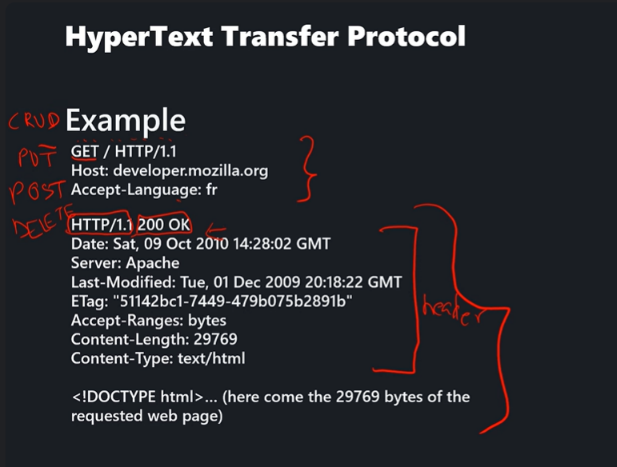 HyperText Transfer Protocol
CRUD Example
PUT GET / HTTP/1.1
Host: developer.mozilla.org
POST Accept-Language: fr
DELETE HTTP/1.1 200 OK
Date: Sat, 09 Oct 2010 14:28:02 GMT
Server: Apache
Last-Modified: Tue, 01 Dec 2009 20:18:22 GMT
ETag: "51142bc1-7449-479b075b2891b"
header
Accept-Ranges: bytes
Content-Length: 29769
Content-Type: text/html
<!DOCTYPE html>... (here come the 29769 bytes of the
requested web page)